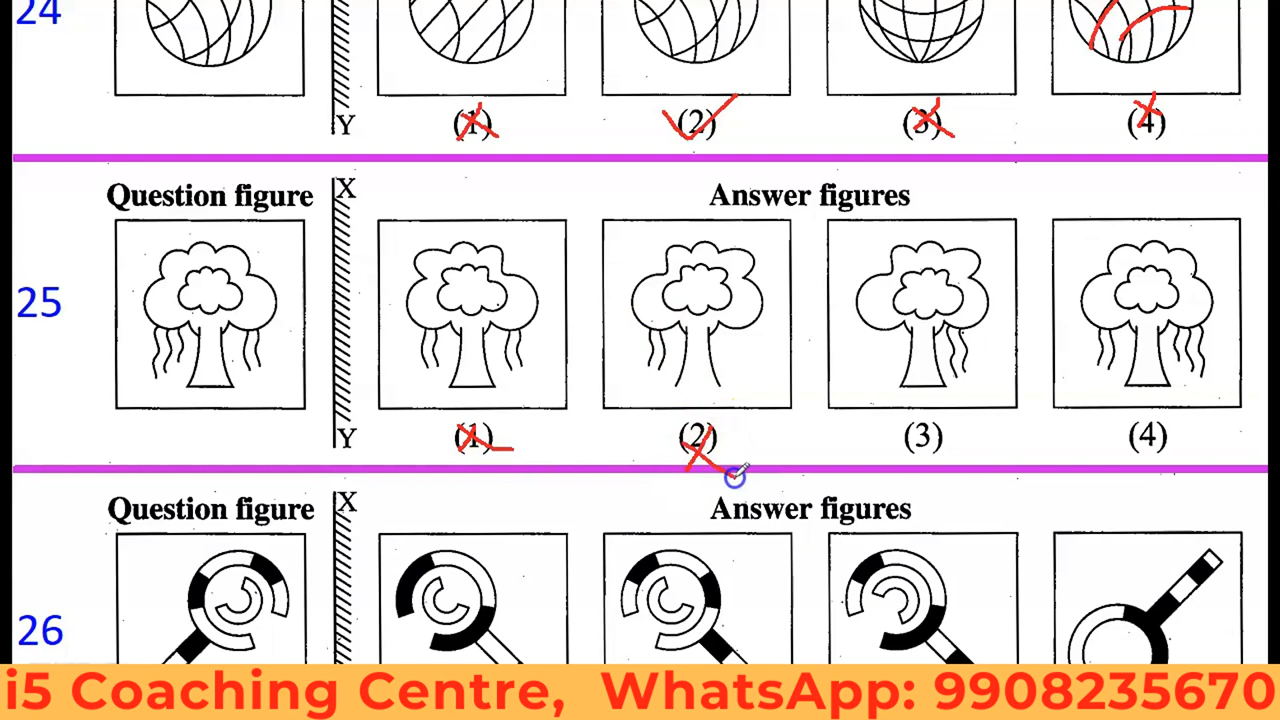 24
Y
(1) (2) (3) (4)
Question figure X Answer figures
25
Y
(1) (2) (3) (4)
Question figure X Answer figures
26
i5 Coaching Centre, WhatsApp: 9908235670